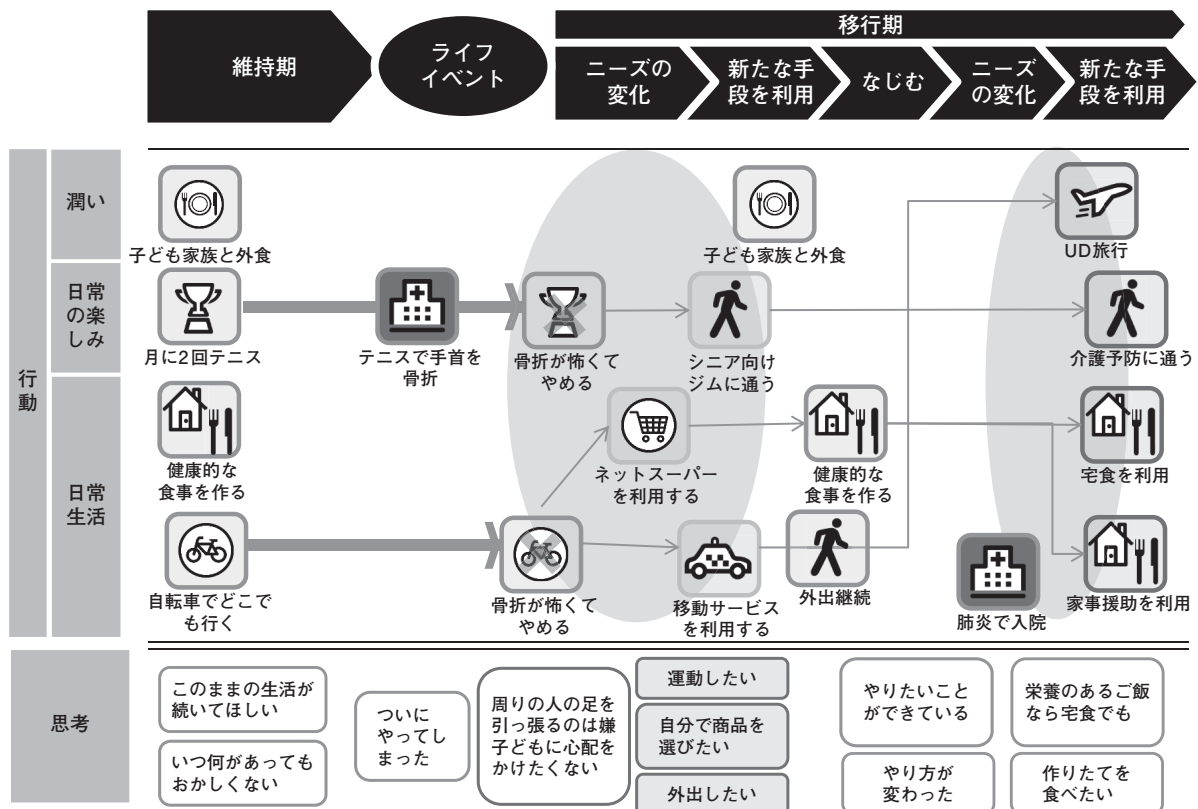 維持期
ライフ
イベント
移行期
ニーズの
変化
新たな手
段を利用
なじむ
ニーズ
の変化
新たな手
段を利用
行
動
潤い
子ども家族と外食
子ども家族と外食
UD旅行
日常
の楽
しみ
月に2回テニス
テニスで手首を
骨折
骨折が怖くて
やめる
シニア向け
ジムに通う
介護予防に通う
日常
生活
健康的な
食事を作る
ネットスーパー
を利用する
健康的な
食事を作る
宅食を利用
自転車でどこで
も行く
骨折が怖くて
やめる
移動サービス
を利用する
外出継続
肺炎で入院
家事援助を利用
思考
このままの生活が
続いてほしい
いつ何があっても
おかしくない
ついに
やってし
まった
周りの人の足を
引っ張るのは嫌
子どもに心配を
かけたくない
運動したい
自分で商品を
選びたい
外出したい
やりたいこと
ができている
やり方が
変わった
栄養のあるご飯
なら宅食でも
作りたてを
食べたい